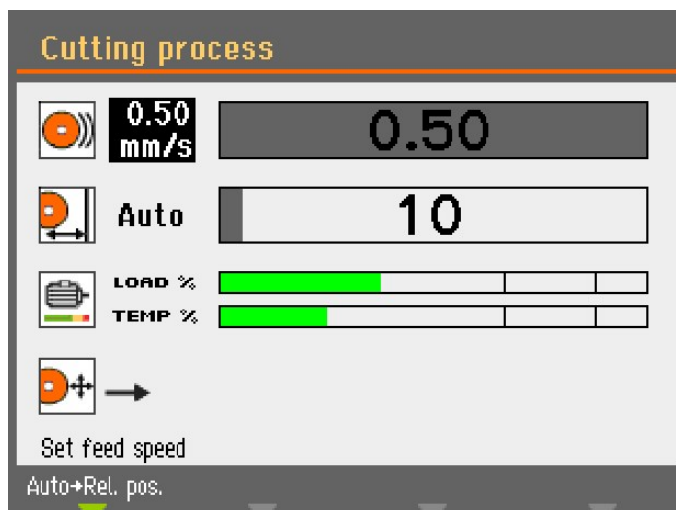 Cutting process
0.50
mm/s
0.50
Auto
10
LOAD %
TEMP %
Set feed speed
Auto→Rel. pos.